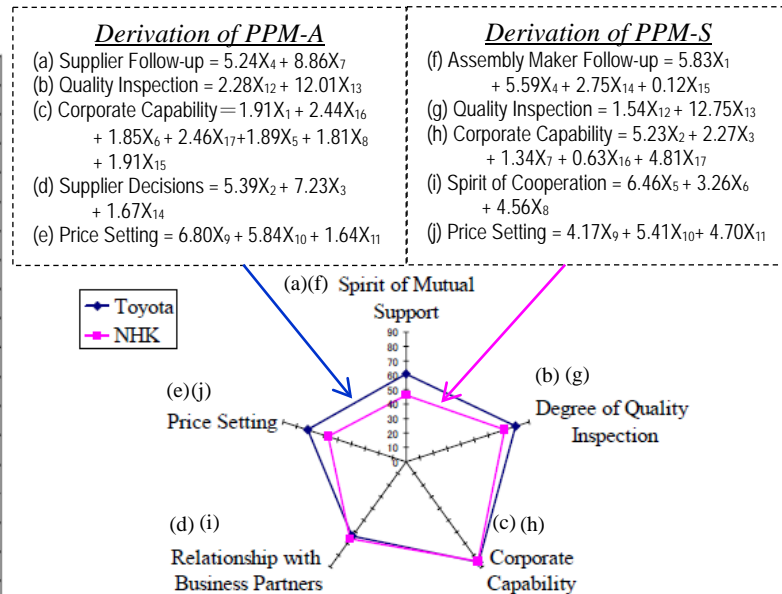 Derivation of PPM-A
(a) Supplier Follow-up = 5.24X4 + 8.86X7
(b) Quality Inspection = 2.28X12 + 12.01X13
(c) Corporate Capability=1.91X1 + 2.44X16
+ 1.85X6 + 2.46X17+1.89X5 + 1.81X8
+ 1.91X15
(d) Supplier Decisions = 5.39X2 + 7.23X3
+ 1.67X14
(e) Price Setting = 6.80X9 + 5.84X10 + 1.64X11
Derivation of PPM-S
(f) Assembly Maker Follow-up = 5.83X1
+ 5.59X4 + 2.75X14 + 0.12X15
(g) Quality Inspection = 1.54X12 + 12.75X13
(h) Corporate Capability = 5.23X2 + 2.27X3
+ 1.34X7 + 0.63X16 + 4.81X17
(i) Spirit of Cooperation = 6.46X5 + 3.26X6
+ 4.56X8
(j) Price Setting = 4.17X9 + 5.41X10+ 4.70X11
Toyota
NHK
(a)(f) Spirit of Mutual
Support
90
80
70
60
50
40
30
20
10
0
(b) (g)
Degree of Quality
Inspection
(e)(j)
Price Setting
(d) (i)
Relationship with
Business Partners
(c) (h)
Corporate
Capability